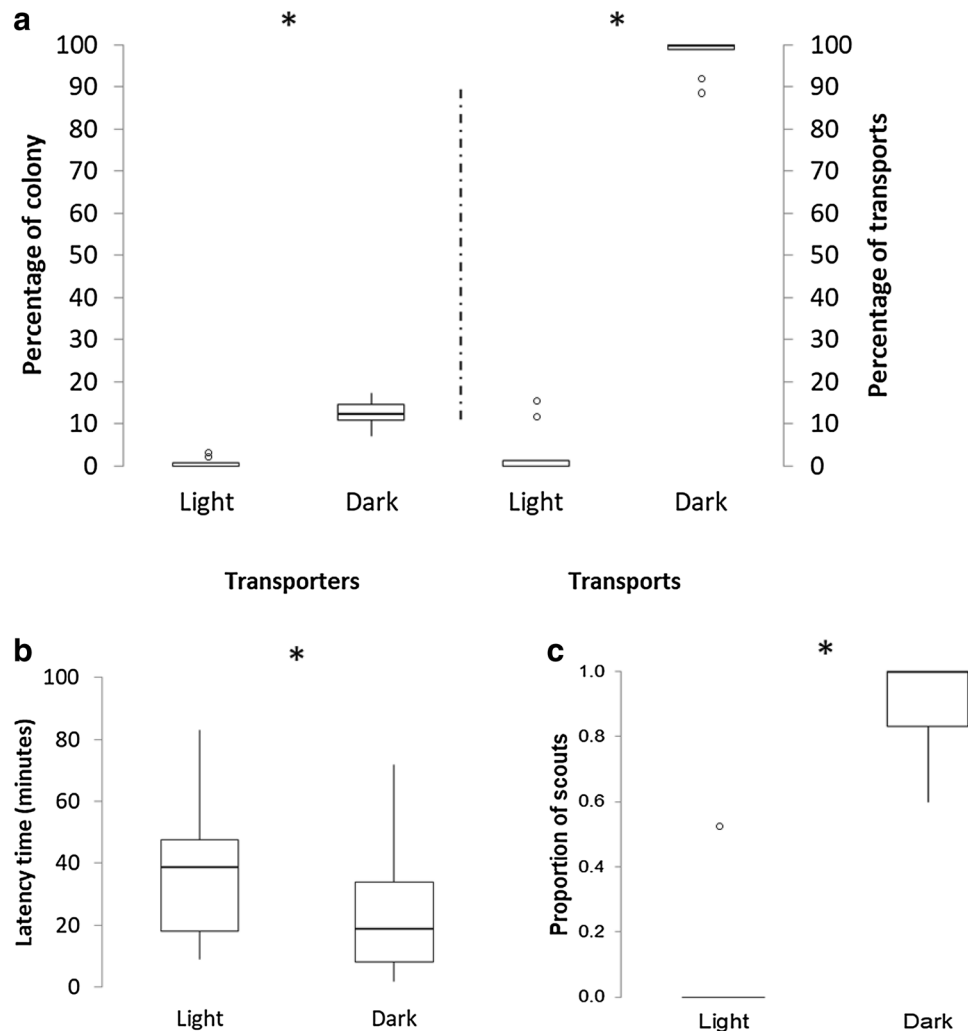 a
*
*
100
90
80
70
60
50
40
30
20
10
0
Percentage of colony
100
90
80
70
60
50
40
30
20
10
0
Percentage of transports
Light
Dark
Light
Dark
Transporters
Transports
b
*
100
80
60
40
20
0
Latency time (minutes)
Light
Dark
c
*
1.0
0.8
0.6
0.4
0.2
0.0
Proportion of scouts
Light
Dark